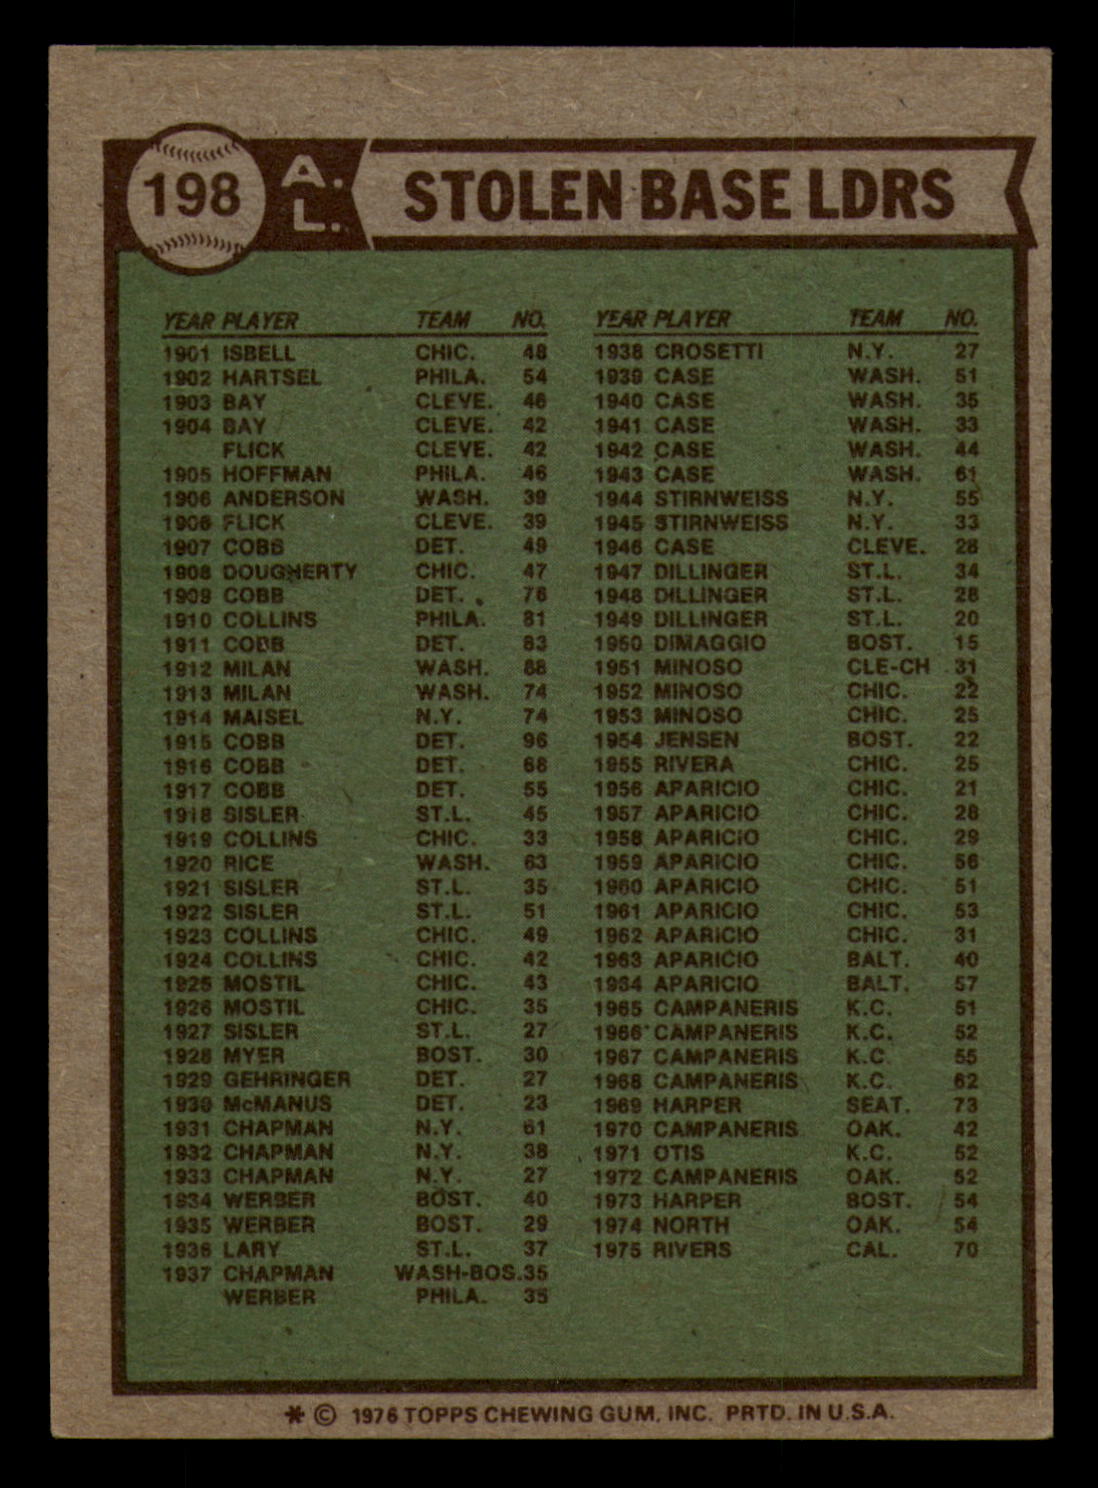 198 A.L. STOLEN BASE LDRS
YEAR PLAYER TEAM NO.
1901 ISBELL CHIC. 48
1902 HARTSEL PHILA. 54
1903 BAY CLEVE. 46
1904 BAY CLEVE. 42
FLICK CLEVE. 42
1905 HOFFMAN PHILA. 46
1906 ANDERSON WASH. 39
1906 FLICK CLEVE. 39
1907 COBB DET. 49
1908 DOUGHERTY CHIC. 47
1909 COBB DET. 76
1910 COLLINS PHILA. 81
1911 COBB DET. 83
1912 MILAN WASH. 88
1913 MILAN WASH. 74
1914 MAISEL N.Y. 74
1915 COBB DET. 96
1916 COBB DET. 68
1917 COBB DET. 55
1918 SISLER ST.L. 45
1919 COLLINS CHIC. 33
1920 RICE WASH. 63
1921 SISLER ST.L. 35
1922 SISLER ST.L. 51
1923 COLLINS CHIC. 49
1924 COLLINS CHIC. 42
1925 MOSTIL CHIC. 43
1926 MOSTIL CHIC. 35
1927 SISLER ST.L. 27
1928 MYER BOST. 30
1929 GEHRINGER DET. 27
1930 McMANUS DET. 23
1931 CHAPMAN N.Y. 61
1932 CHAPMAN N.Y. 38
1933 CHAPMAN N.Y. 27
1934 WERBER BOST. 40
1935 WERBER BOST. 29
1936 LARY ST.L. 37
1937 CHAPMAN WASH-BOS. 35
WERBER PHILA. 35
YEAR PLAYER TEAM NO.
1938 CROSETTI N.Y. 27
1939 CASE WASH. 51
1940 CASE WASH. 35
1941 CASE WASH. 33
1942 CASE WASH. 44
1943 CASE WASH. 61
1944 STIRNWEISS N.Y. 55
1945 STIRNWEISS N.Y. 33
1946 CASE CLEVE. 28
1947 DILLINGER ST.L. 34
1948 DILLINGER ST.L. 28
1949 DILLINGER ST.L. 20
1950 DIMAGGIO BOST. 15
1951 MINOSO CLE-CH 31
1952 MINOSO CHIC. 22
1953 MINOSO CHIC. 25
1954 JENSEN BOST. 22
1955 RIVERA CHIC. 25
1956 APARICIO CHIC. 21
1957 APARICIO CHIC. 28
1958 APARICIO CHIC. 29
1959 APARICIO CHIC. 56
1960 APARICIO CHIC. 51
1961 APARICIO CHIC. 53
1962 APARICIO CHIC. 31
1963 APARICIO BALT. 40
1964 APARICIO BALT. 57
1965 CAMPANERIS K.C. 51
1966 CAMPANERIS K.C. 52
1967 CAMPANERIS K.C. 55
1968 CAMPANERIS K.C. 62
1969 HARPER SEAT. 73
1970 CAMPANERIS OAK. 42
1971 OTIS K.C. 52
1972 CAMPANERIS OAK. 52
1973 HARPER BOST. 54
1974 NORTH OAK. 54
1975 RIVERS CAL. 70
* © 1976 TOPPS CHEWING GUM, INC. PRTD. IN U.S.A.